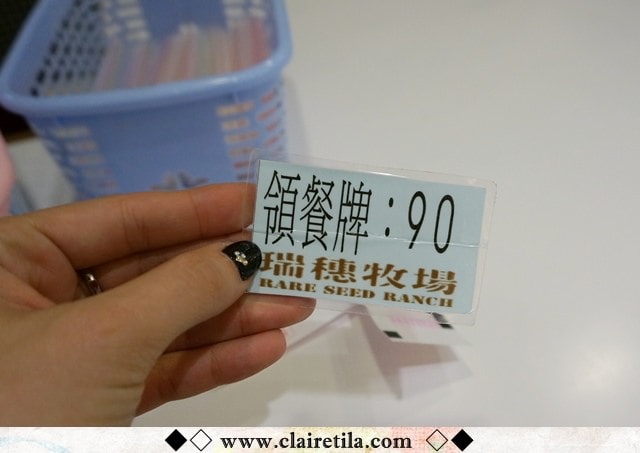 領餐牌：90
瑞穗牧場
RARE SEED RANCH
◆◇ www.clairetila.com ◇◆